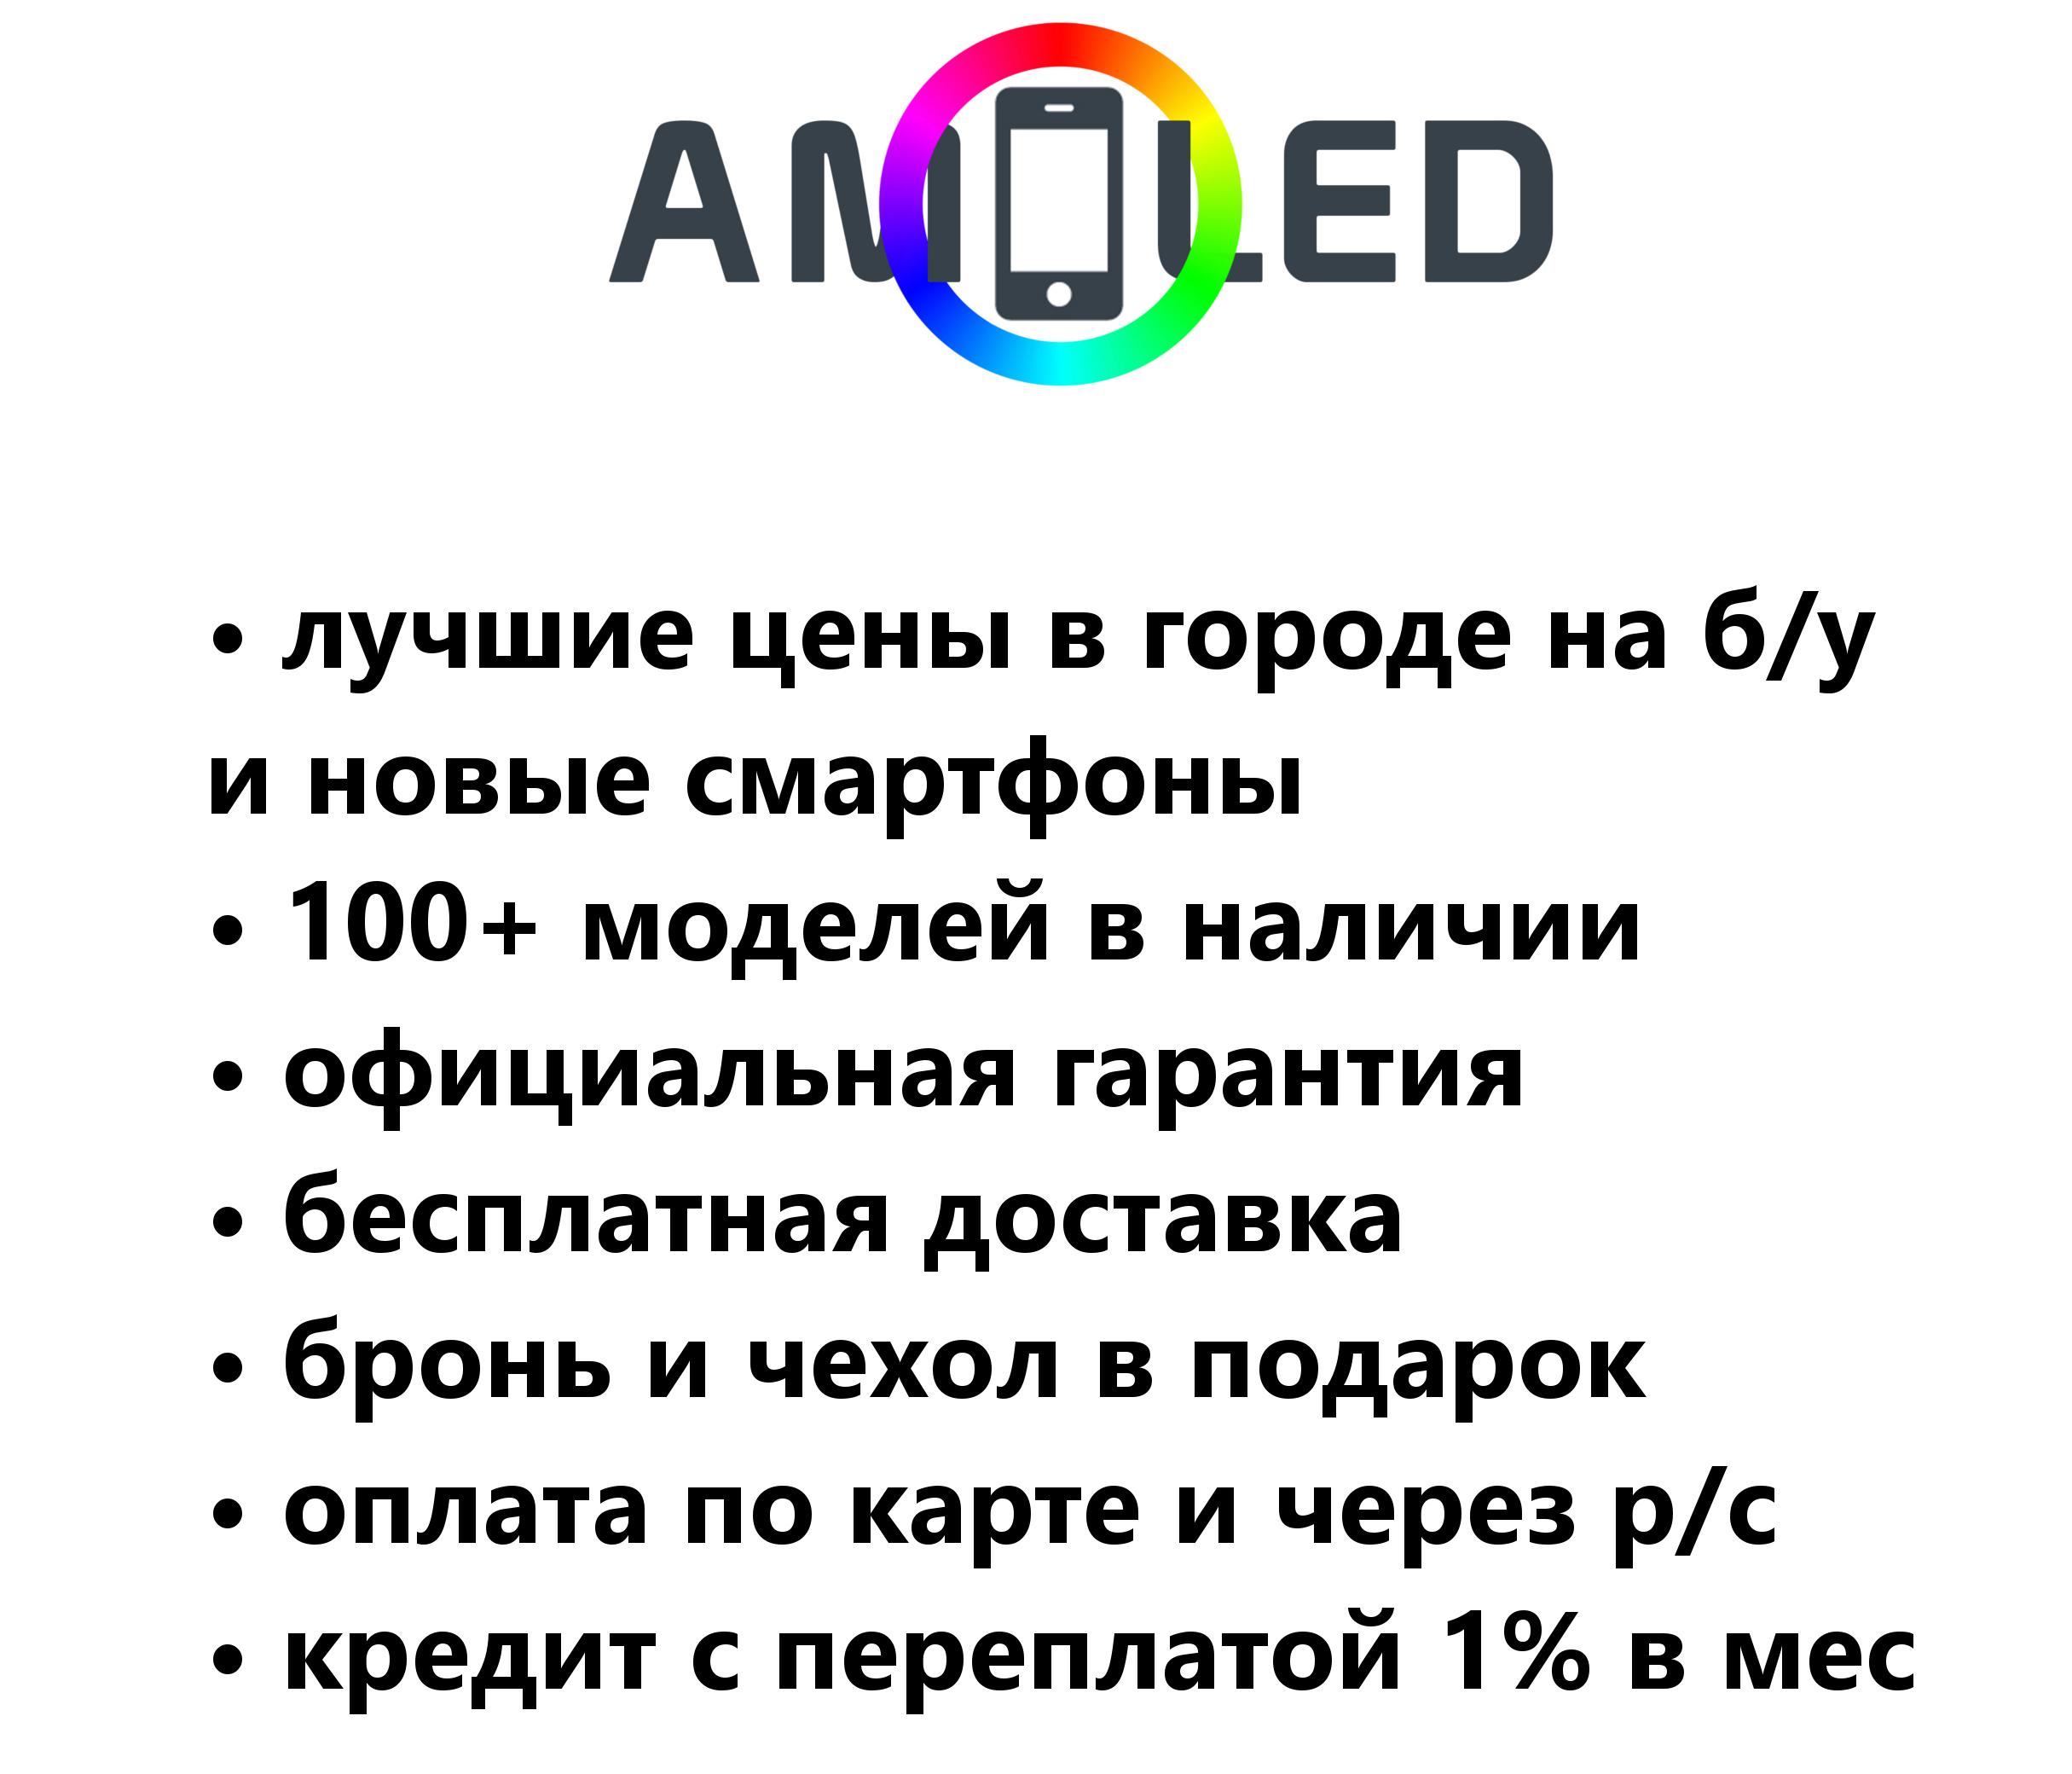 AMOLED
• лучшие цены в городе на б/у
и новые смартфоны
• 100+ моделей в наличии
• официальная гарантия
• бесплатная доставка
• бронь и чехол в подарок
• оплата по карте и через р/с
• кредит с переплатой 1% в мес